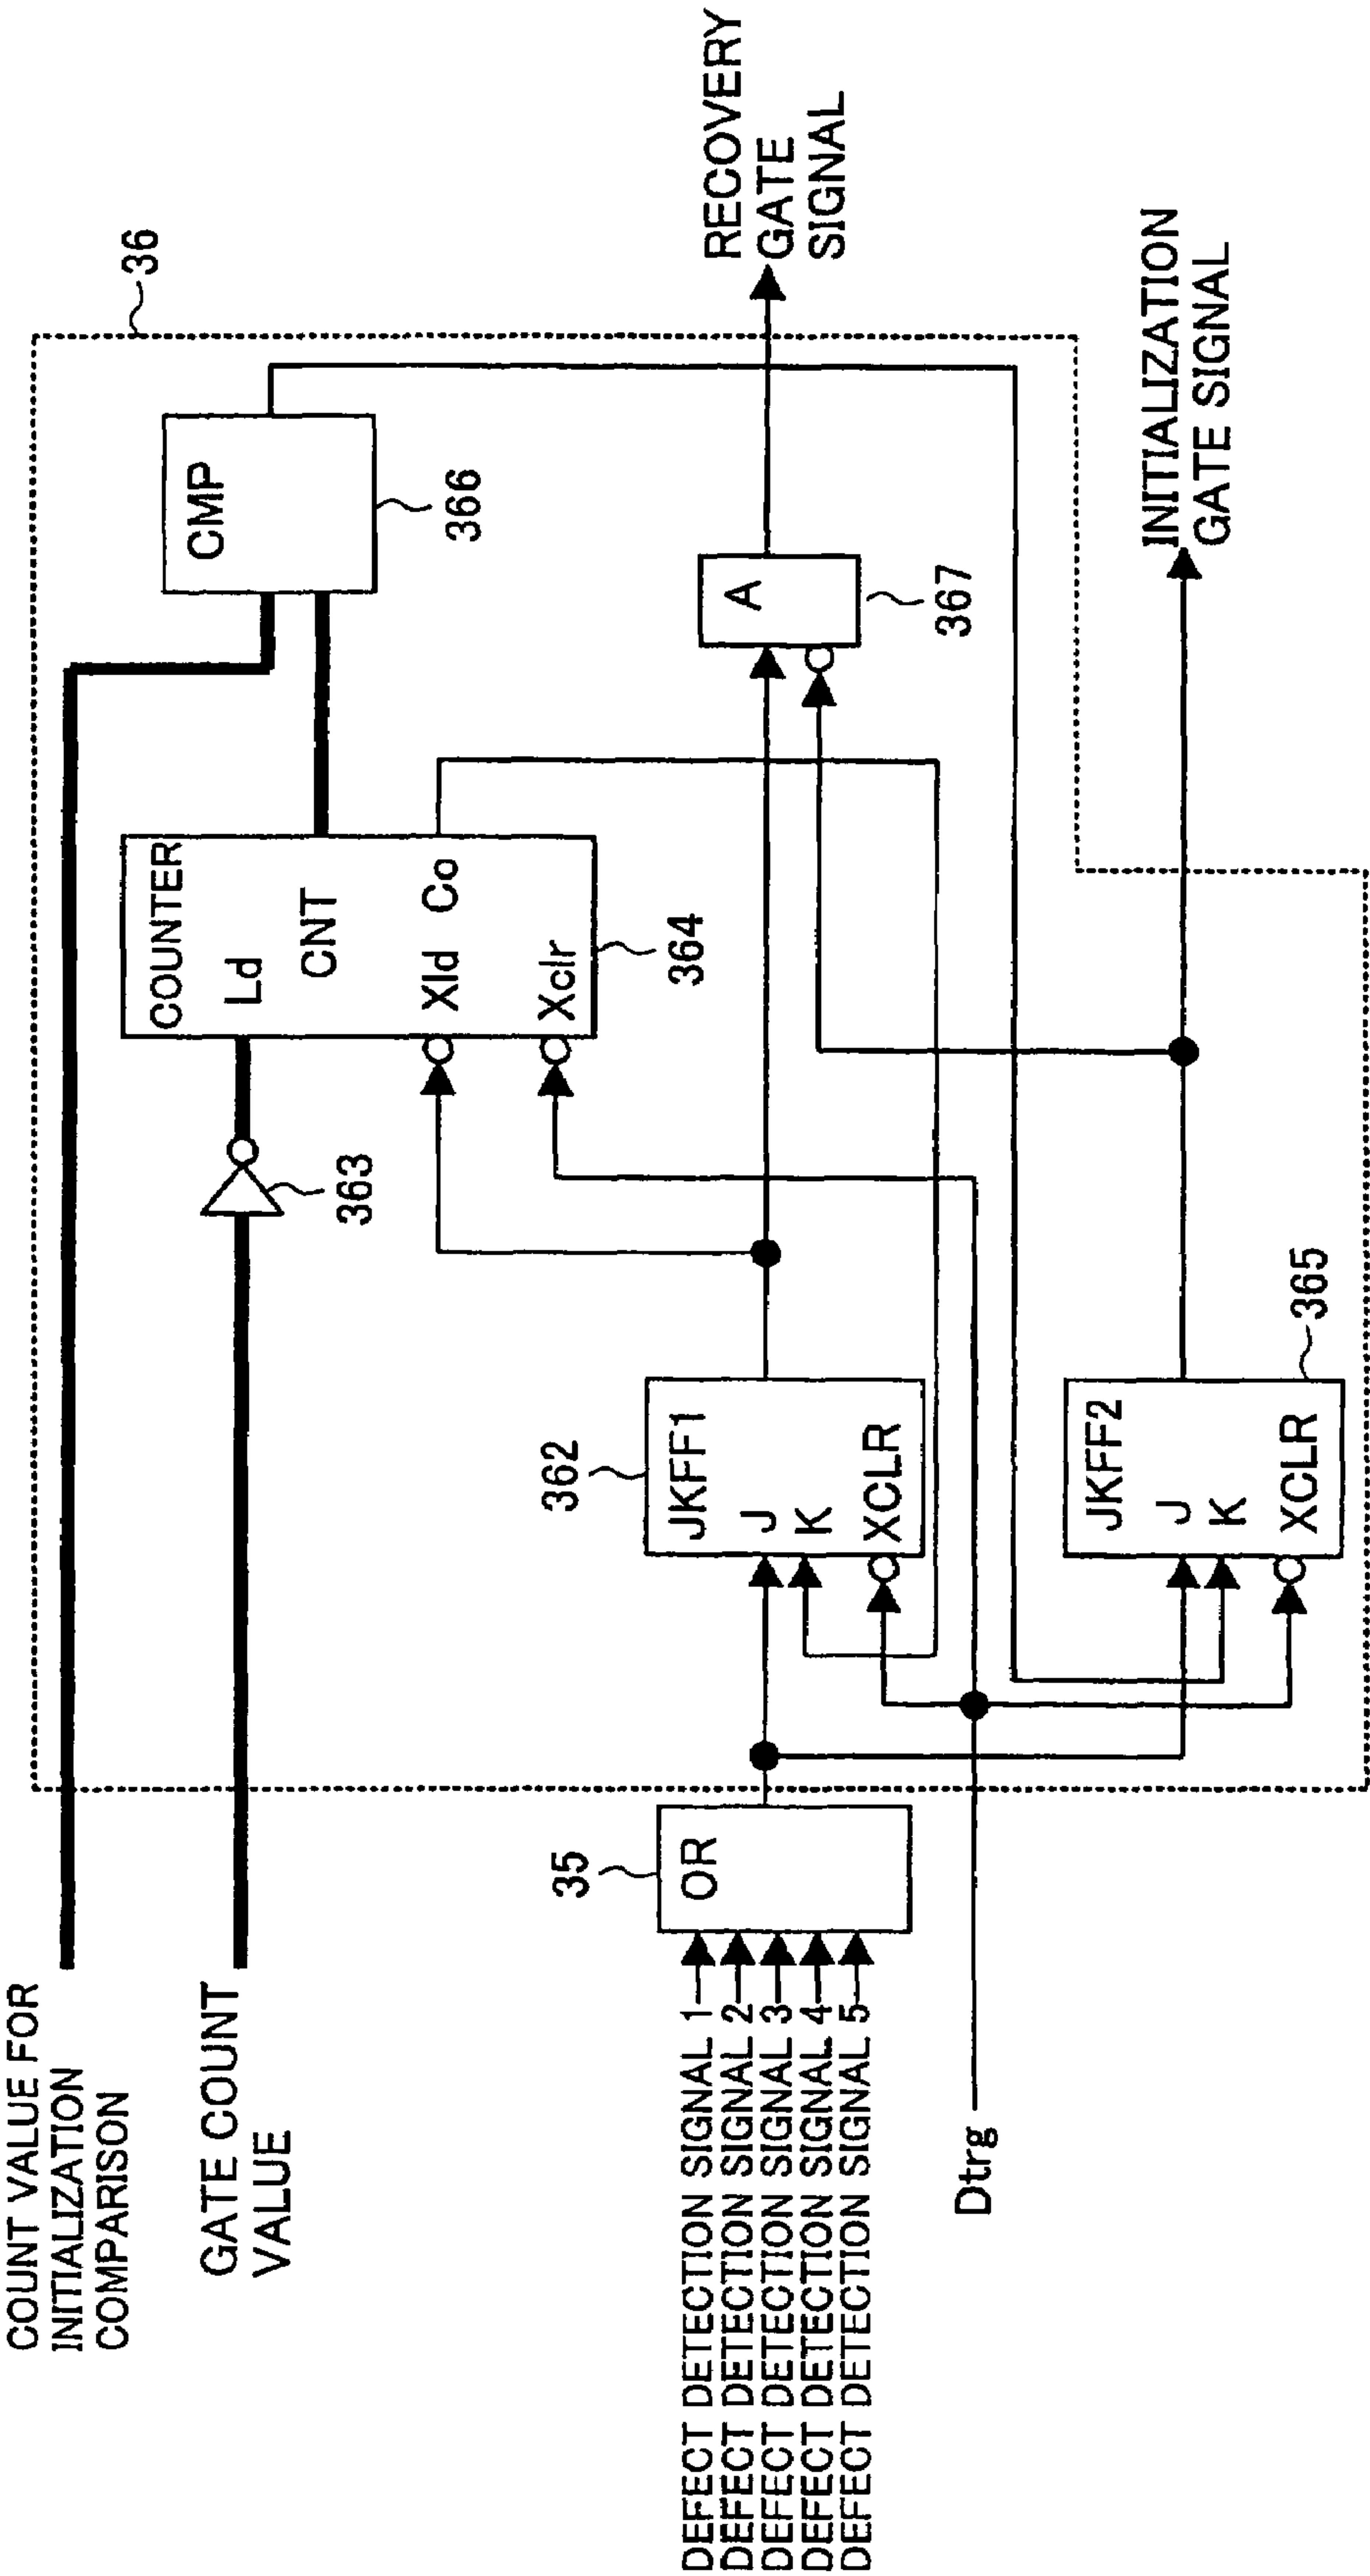 COUNT VALUE FOR
INITIALIZATION
COMPARISON
GATE COUNT
VALUE
DEFECT DETECTION SIGNAL 1
DEFECT DETECTION SIGNAL 2
DEFECT DETECTION SIGNAL 3
DEFECT DETECTION SIGNAL 4
DEFECT DETECTION SIGNAL 5
Dtrg
35
OR
36
362
JKFF1
J
K
XCLR
JKFF2
J
K
XCLR
365
363
COUNTER
Ld
CNT
Xld
Co
Xclr
364
CMP
366
A
367
RECOVERY
GATE
SIGNAL
INITIALIZATION
GATE SIGNAL